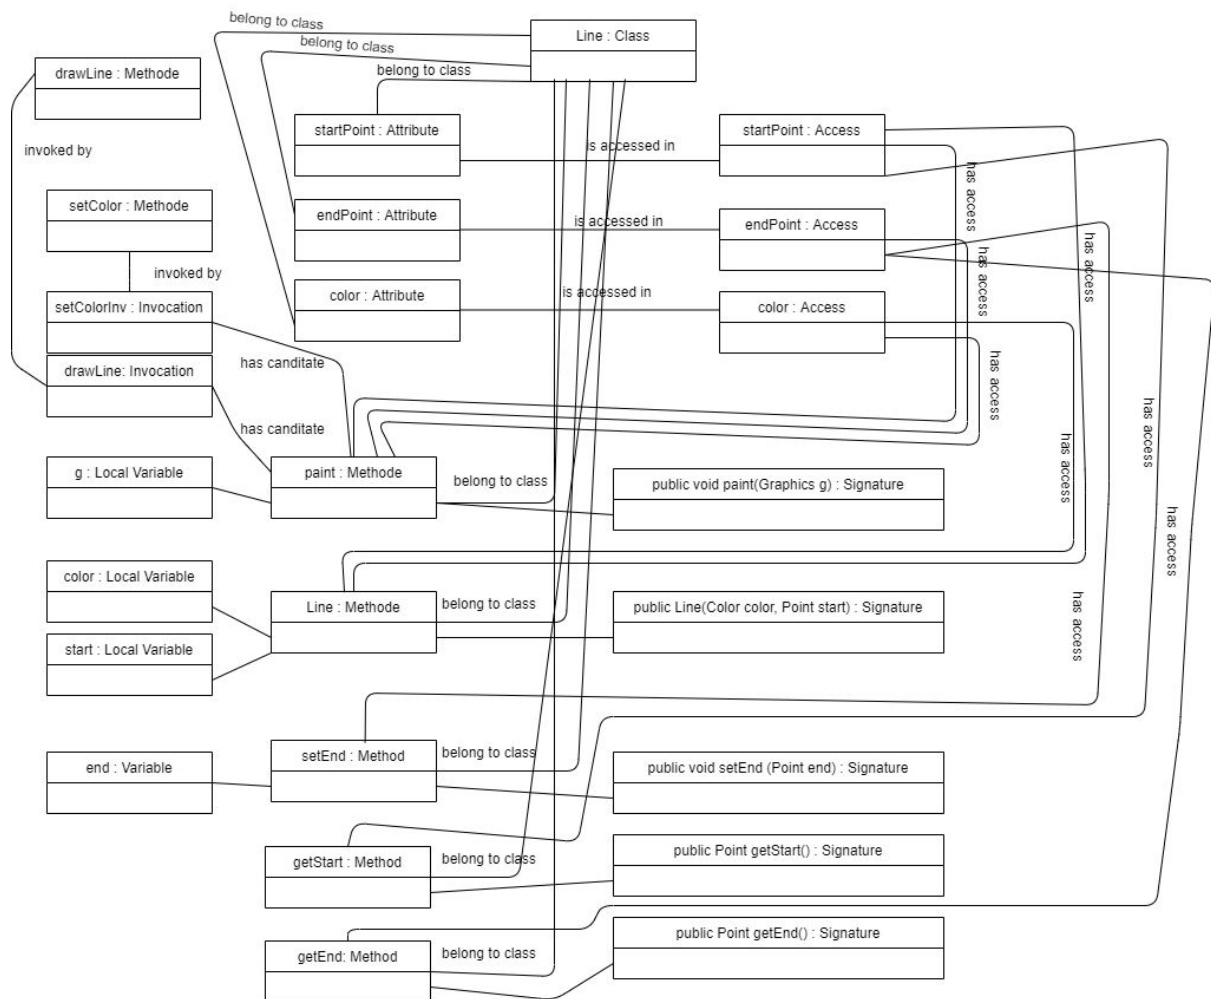 belong to class
Line : Class
belong to class
drawLine : Methode
belong to class
startPoint : Attribute
startPoint : Access
invoked by
is accessed in
has access
setColor : Methode
endPoint : Attribute
is accessed in
endPoint : Access
has access
has access
invoked by
color : Attribute
is accessed in
setColorInv : Invocation
color : Access
has canditate
drawLine: Invocation
has access
has access
has canditate
has access
g : Local Variable
paint : Methode
belong to class
public void paint(Graphics g) : Signature
has access
color : Local Variable
Line : Methode
belong to class
public Line(Color color, Point start) : Signature
has access
start : Local Variable
end : Variable
setEnd : Method
belong to class
public void setEnd (Point end) : Signature
getStart : Method
belong to class
public Point getStart() : Signature
getEnd: Method
belong to class
public Point getEnd() : Signature